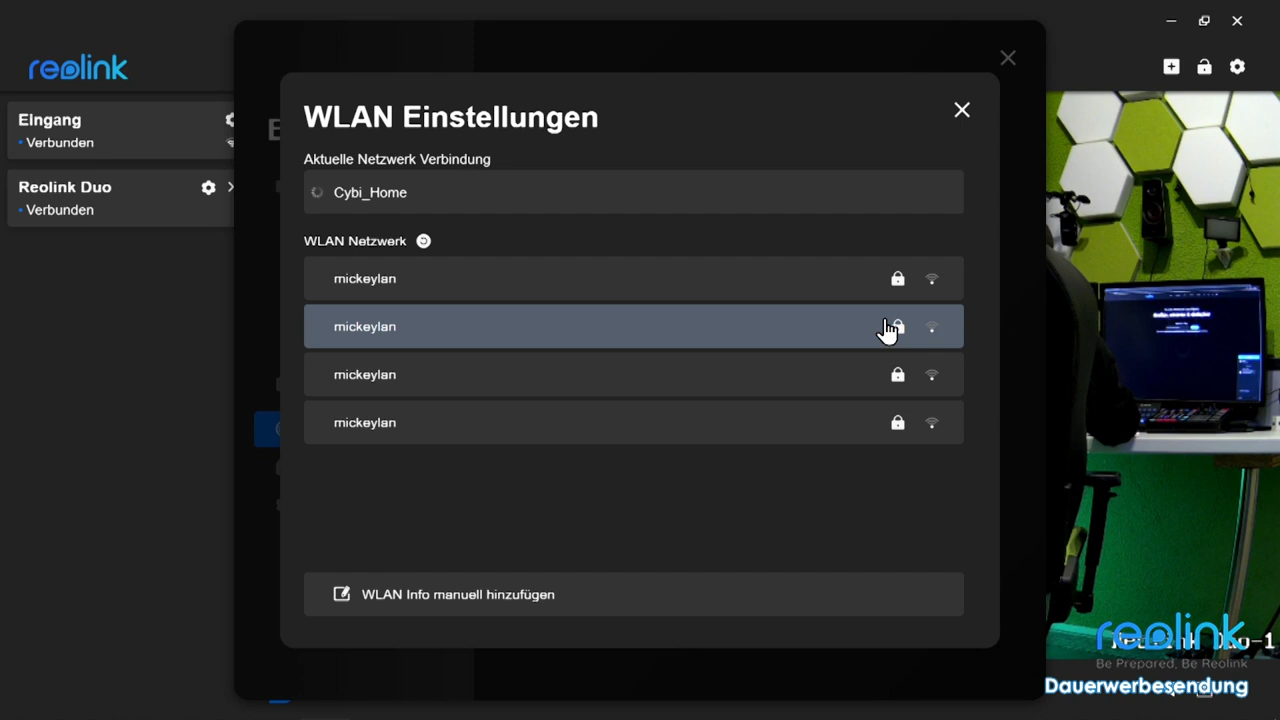 reolink
Eingang
Verbunden
Reolink Duo
Verbunden
WLAN Einstellungen
Aktuelle Netzwerk Verbindung
Cybi_Home
WLAN Netzwerk
mickeylan
mickeylan
mickeylan
mickeylan
WLAN Info manuell hinzufügen
reolink
Be Prepared, Be Reolink
Dauerwerbesendung